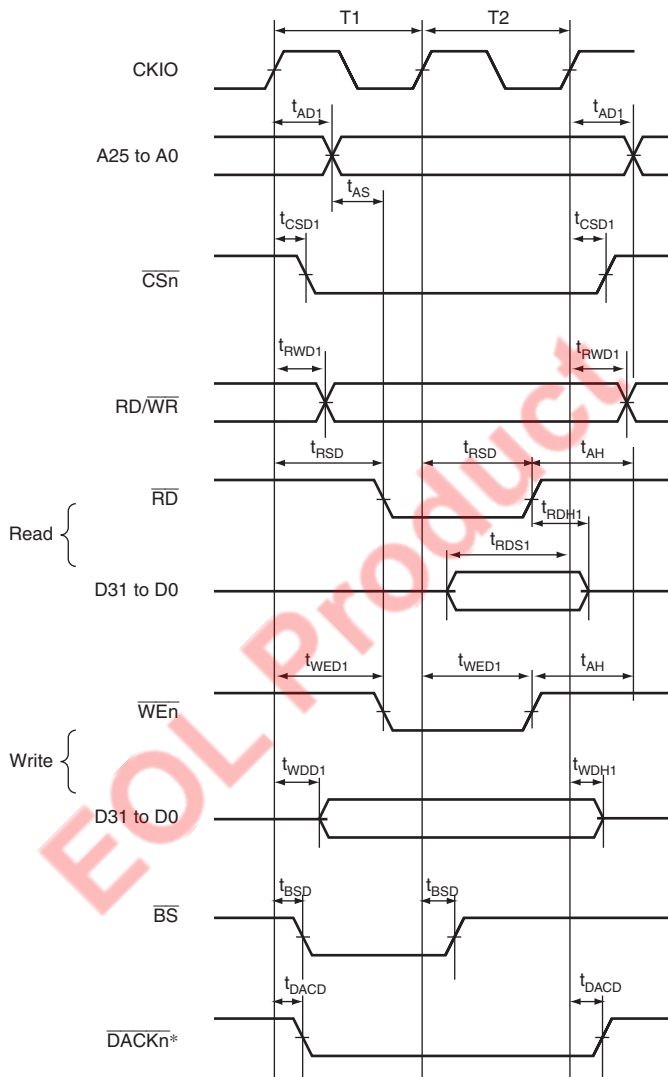 T1 T2
CKIO
tAD1 tAD1
A25 to A0
tAS
tCSD1 tCSD1
CSn
tRWD1 tRWD1
RD/WR
tRSD tRSD tAH
RD
tRDH1
Read
tRDS1
D31 to D0
tWED1 tWED1 tAH
WEn
Write
tWDD1 tWDH1
D31 to D0
tBSD tBSD
BS
tDACD tDACD
DACKn*
EOL Product